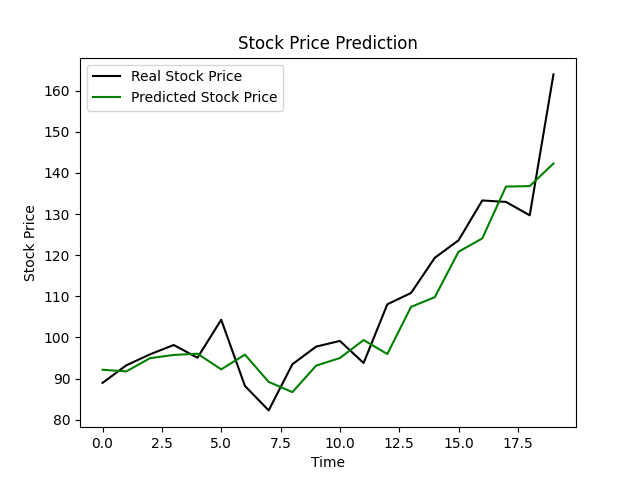 Stock Price Prediction
Real Stock Price
Predicted Stock Price
Stock Price
160
150
140
130
120
110
100
90
80
0.0 2.5 5.0 7.5 10.0 12.5 15.0 17.5
Time